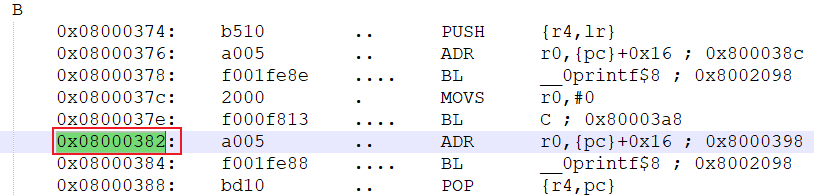 B
0x08000374: b510 .. PUSH {r4,lr}
0x08000376: a005 .. ADR r0,{pc}+0x16 ; 0x800038c
0x08000378: f001fe8e .... BL __0printf$8 ; 0x8002098
0x0800037c: 2000 . MOVS r0,#0
0x0800037e: f000f813 .... BL C ; 0x80003a8
0x08000382: a005 .. ADR r0,{pc}+0x16 ; 0x8000398
0x08000384: f001fe88 .... BL __0printf$8 ; 0x8002098
0x08000388: bd10 .. POP {r4,pc}